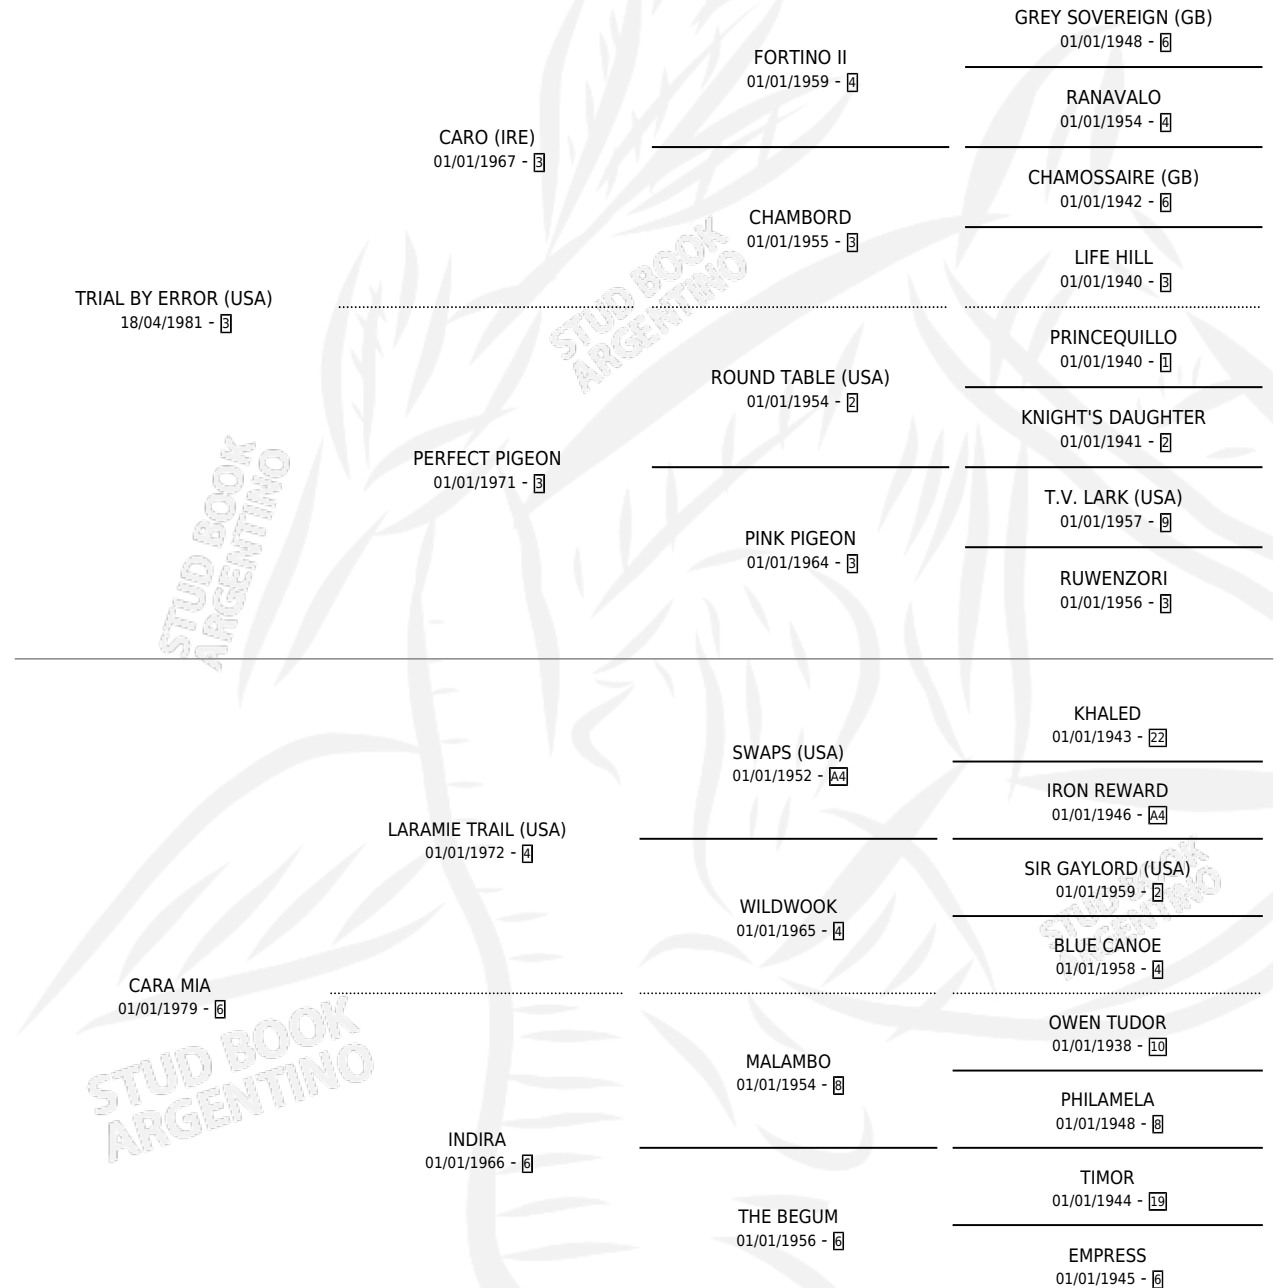 GREY SOVEREIGN (GB)
01/01/1948 - 6
FORTINO II
01/01/1959 - 4
RANAVALO
01/01/1954 - 4
CARO (IRE)
01/01/1967 - 3
CHAMOSSAIRE (GB)
01/01/1942 - 6
CHAMBORD
01/01/1955 - 3
LIFE HILL
01/01/1940 - 3
TRIAL BY ERROR (USA)
18/04/1981 - 3
PRINCEQUILLO
01/01/1940 - 1
ROUND TABLE (USA)
01/01/1954 - 2
KNIGHT'S DAUGHTER
01/01/1941 - 2
PERFECT PIGEON
01/01/1971 - 3
T.V. LARK (USA)
01/01/1957 - 9
PINK PIGEON
01/01/1964 - 3
RUWENZORI
01/01/1956 - 3
KHALED
01/01/1943 - 22
SWAPS (USA)
01/01/1952 - A4
IRON REWARD
01/01/1946 - A4
LARAMIE TRAIL (USA)
01/01/1972 - 4
SIR GAYLORD (USA)
01/01/1959 - 2
WILDWOOK
01/01/1965 - 4
BLUE CANOE
01/01/1958 - 4
CARA MIA
01/01/1979 - 6
OWEN TUDOR
01/01/1938 - 10
MALAMBO
01/01/1954 - 8
PHILAMELA
01/01/1948 - 8
INDIRA
01/01/1966 - 6
TIMOR
01/01/1944 - 19
THE BEGUM
01/01/1956 - 6
EMPRESS
01/01/1945 - 6
STUD BOOK
ARGENTINO
STUD BOOK
ARGENTINO
STUD BOOK
ARGENTINO
STUD BOOK
ARGENTINO